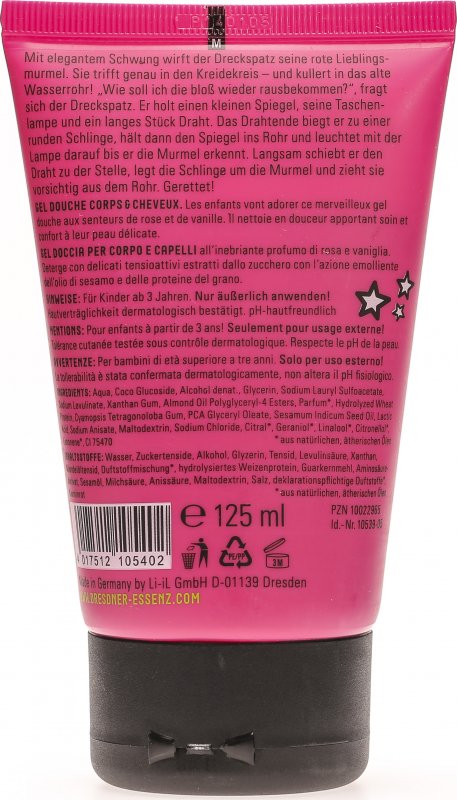 M
Mit elegantem Schwung wirft der Dreckspatz seine rote Lieblings-
murmel. Sie trifft genau in den Kreidekreis – und kullert in das alte
Wasserrohr! "Wie soll ich die bloß wieder rausbekommen?", fragt
sich der Dreckspatz. Er holt einen kleinen Spiegel, seine Taschen-
lampe und ein langes Stück Draht. Das Drahtende biegt er zu einer
runden Schlinge, hält dann den Spiegel ins Rohr und leuchtet mit der
Lampe darauf bis er die Murmel erkennt. Langsam schiebt er den
Draht zu der Stelle, legt die Schlinge um die Murmel und zieht sie
vorsichtig aus dem Rohr. Gerettet!
GEL DOUCHE CORPS & CHEVEUX. Les enfants vont adorer ce merveilleux gel
douche aux senteurs de rose et de vanille. Il nettoie en douceur apportant soin et
confort à leur peau délicate.
GEL DOCCIA PER CORPO E CAPELLI all'inebriante profumo di rosa e vaniglia.
Deterge con delicati tensioattivi estratti dallo zucchero con l'azione emolliente
dell'olio di sesamo e delle proteine del grano.
HINWEISE: Für Kinder ab 3 Jahren. Nur äußerlich anwenden!
Hautverträglichkeit dermatologisch bestätigt. pH-hautfreundlich
MENTIONS: Pour enfants à partir de 3 ans! Seulement pour usage externe!
Tolérance cutanée testée sous contrôle dermatologique. Respecte le pH de la peau.
AVVERTENZE: Per bambini di età superiore a tre anni. Solo per uso esterno!
La tollerabilità è stata confermata dermatologicamente, non altera il pH fisiologico.
INGREDIENTS: Aqua, Coco Glucoside, Alcohol denat., Glycerin, Sodium Lauryl Sulfoacetate,
Sodium Levulinate, Xanthan Gum, Almond Oil Polyglyceryl-4 Esters, Parfum*, Hydrolyzed Wheat
Protein, Cyamopsis Tetragonoloba Gum, PCA Glyceryl Oleate, Sesamum Indicum Seed Oil, Lactic
Acid, Sodium Anisate, Maltodextrin, Sodium Chloride, Citral*, Geraniol*, Linalool*, Citronellol*,
Limonene*, CI 75470 * aus natürlichen, ätherischen Ölen
INHALTSSTOFFE: Wasser, Zuckertenside, Alkohol, Glyzerin, Tensid, Levulinsäure, Xanthan,
Mandelöltensid, Duftstoffmischung*, hydrolysiertes Weizenprotein, Guarkernmehl, Aminosäure-
derivat, Sesamöl, Milchsäure, Anissäure, Maltodextrin, Salz, deklarationspflichtige Duftstoffe*,
* aus natürlichen, ätherischen Ölen
e 125 ml
PZN 10022965
Id.-Nr. 10539-06
4 017512 105402
PE/PP
3M
Made in Germany by Li-iL GmbH D-01139 Dresden
WWW.DRESDNER-ESSENZ.COM